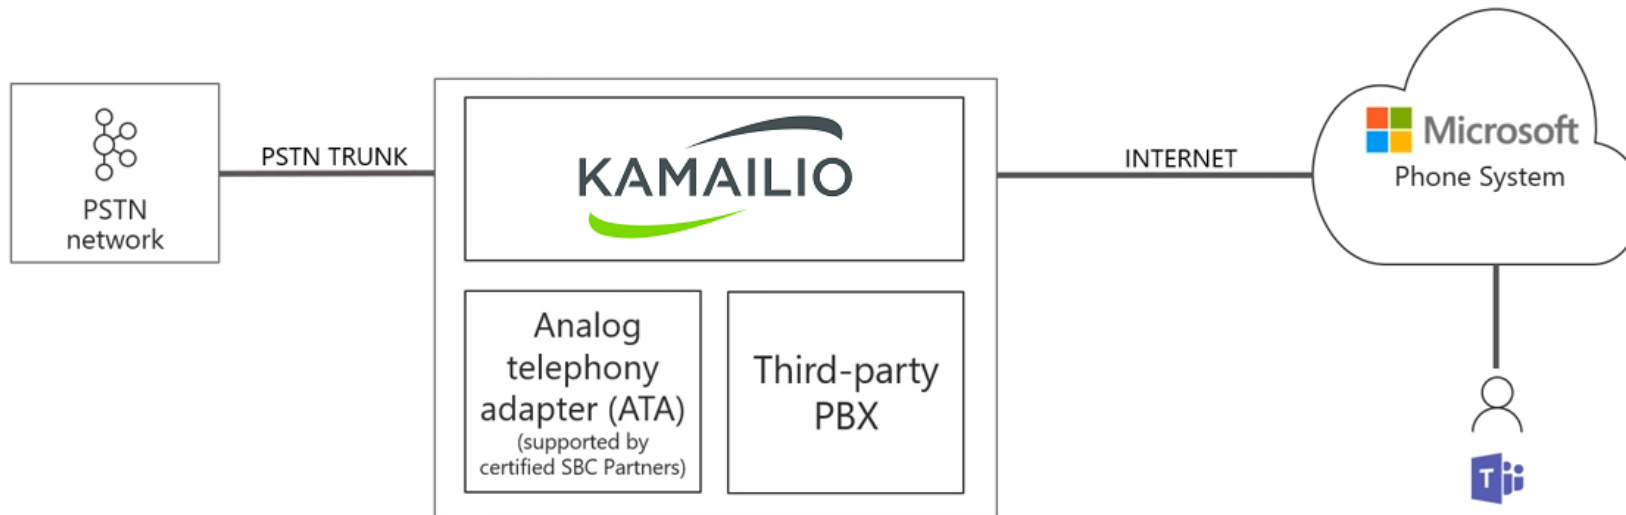 PSTN
network
PSTN TRUNK
KAMAILIO
Analog
telephony
adapter (ATA)
(supported by
certified SBC Partners)
Third-party
PBX
INTERNET
Microsoft
Phone System
T